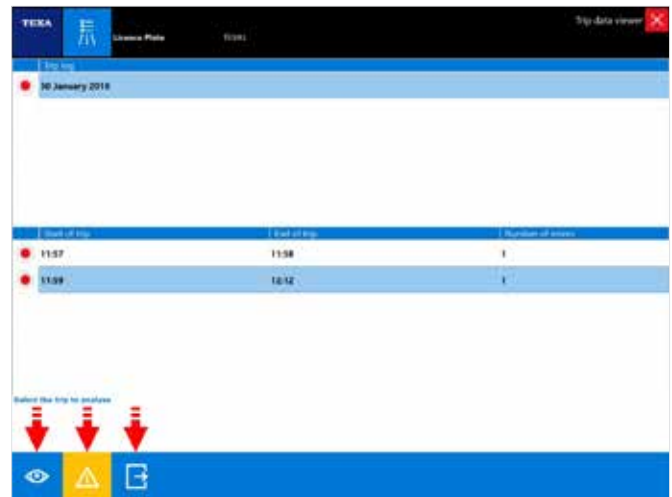 TEXA
Licence Plate
Trip data viewer
Trip log
30 January 2018
Start of trip End of trip Number of errors
11:57 11:58 1
11:59 12:12 1
Select the trip to analyse